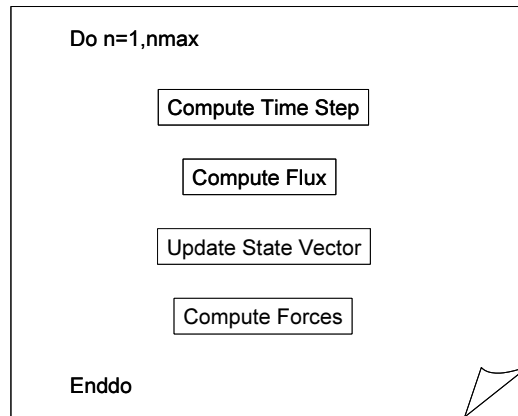 Do n=1,nmax
Compute Time Step
Compute Flux
Update State Vector
Compute Forces
Enddo